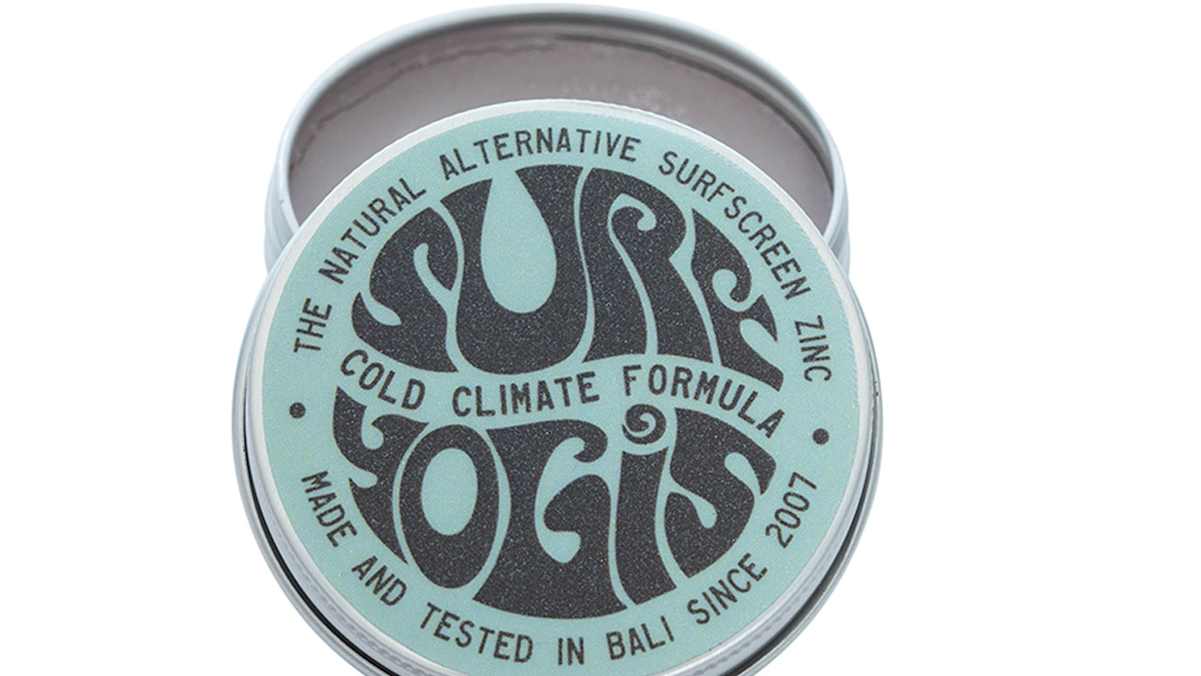 THE NATURAL ALTERNATIVE SURFSCREEN ZINC
SURF
COLD CLIMATE FORMULA
YOGIS
MADE AND TESTED IN BALI SINCE 2007